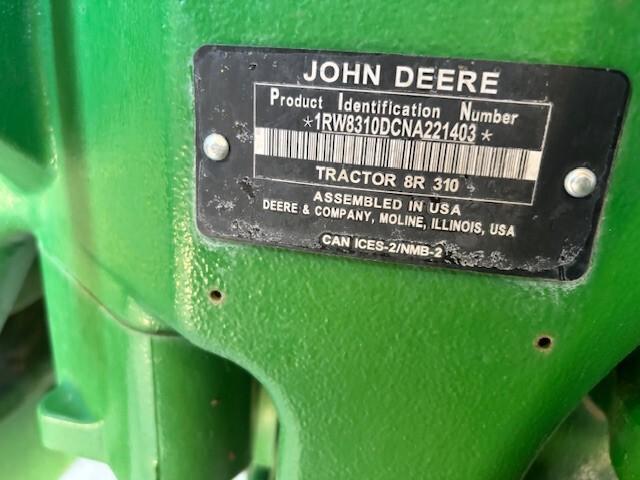 JOHN DEERE
Product Identification Number
*1RW8310DCNA221403*
TRACTOR 8R 310
ASSEMBLED IN USA
DEERE & COMPANY, MOLINE, ILLINOIS, USA
CAN ICES-2/NMB-2